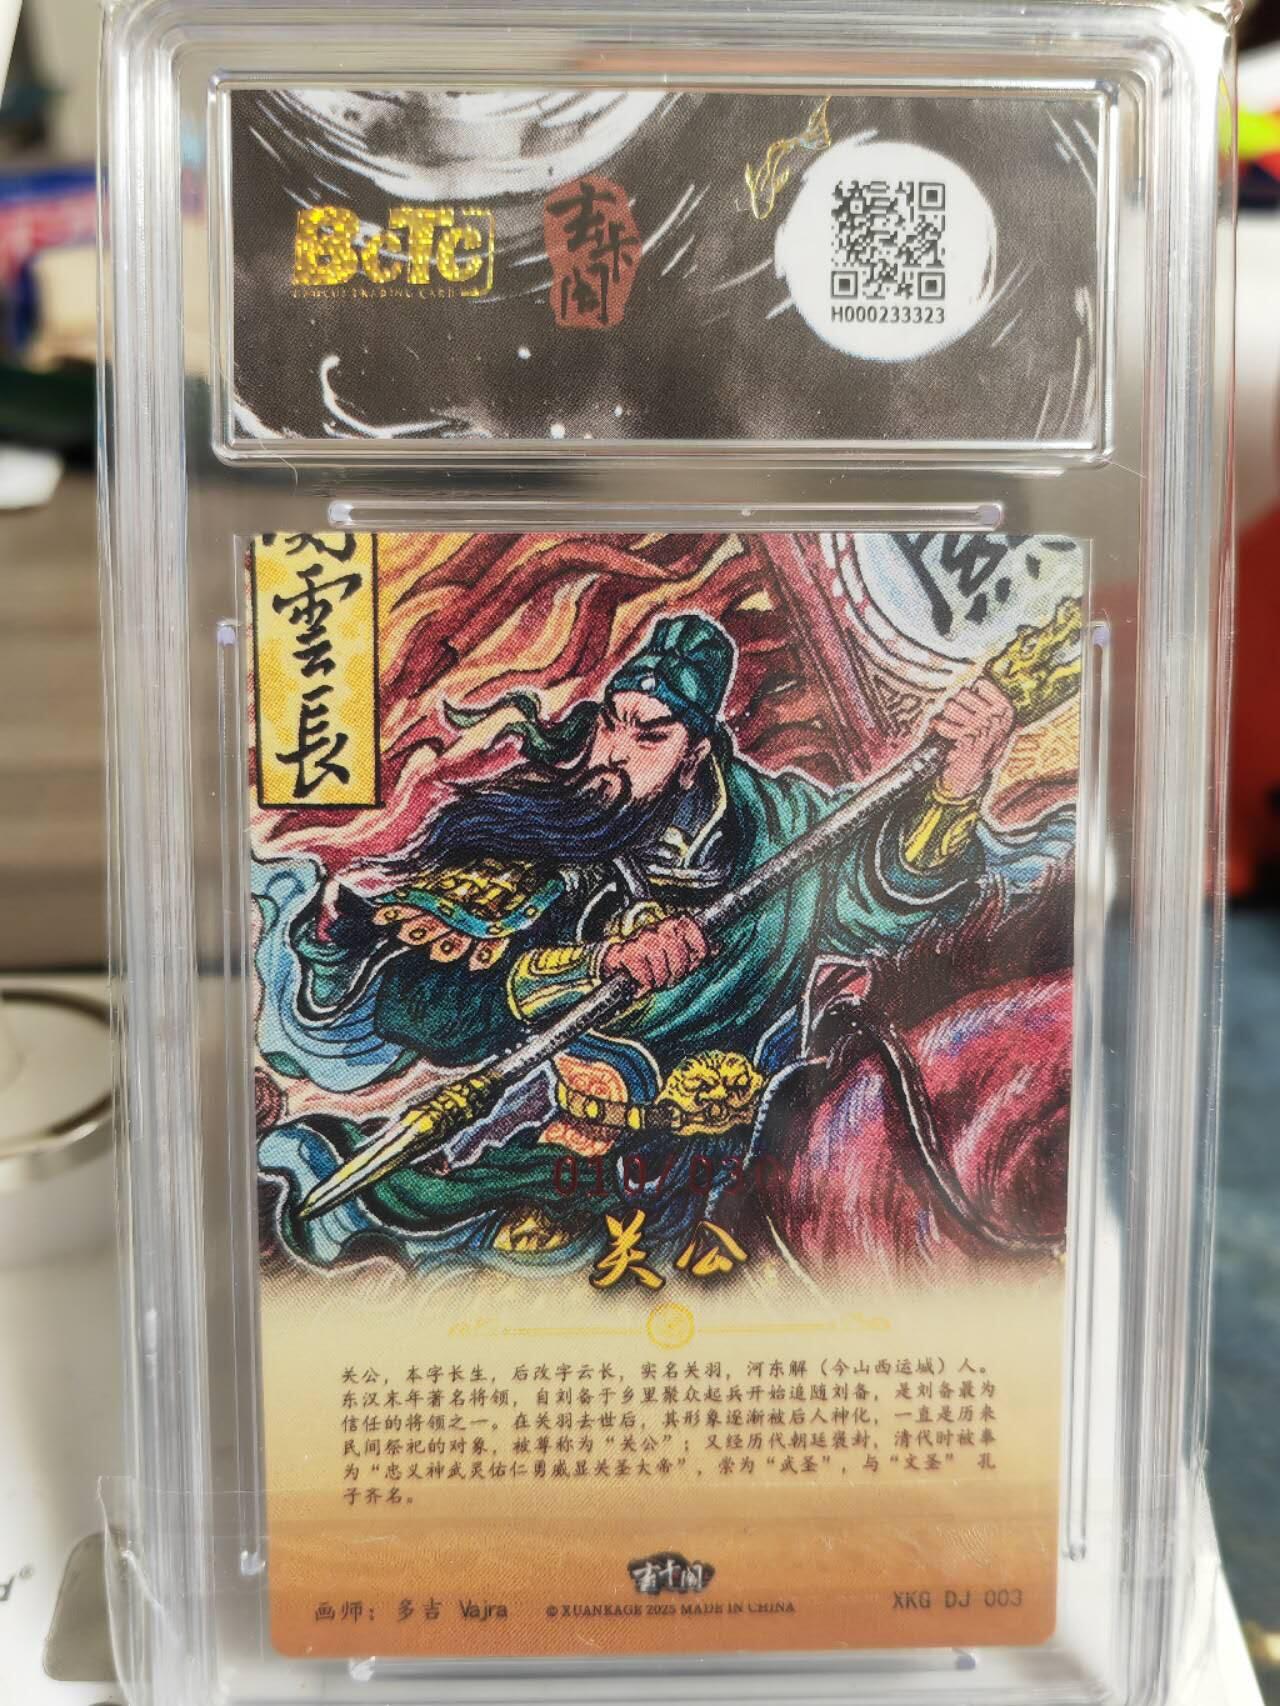 BcTc
玄卡閣
H000233323
雲長
010/030
关公
关公，本字长生，后改字云长，实名关羽，河东解（今山西运城）人。
东汉末年著名将领，自刘备于乡里聚众起兵开始追随刘备，是刘备最为
信任的将领之一。在关羽去世后，其形象逐渐被后人神化，一直是历来
民间祭祀的对象，被尊称为“关公”；又经历代朝廷褒封，清代时被奉
为“忠义神武灵佑仁勇威显关圣大帝”，崇为“武圣”，与“文圣” 孔
子齐名。
玄卡閣
画师：多吉 Vajra
© XUANKAGE 2025 MADE IN CHINA
XKG DJ 003